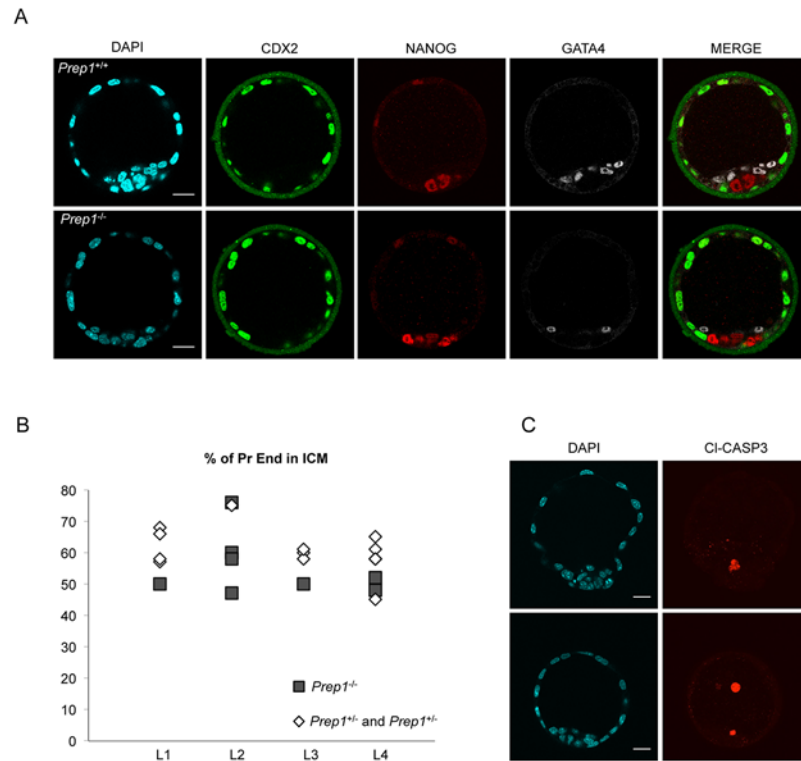 A
DAPI CDX2 NANOG GATA4 MERGE
Prep1+/+
Prep1-/-
B
% of Pr End in ICM
80
70
60
50
40
30
20
10
0
L1 L2 L3 L4
Prep1-/-
Prep1+/- and Prep1+/-
C
DAPI Cl-CASP3